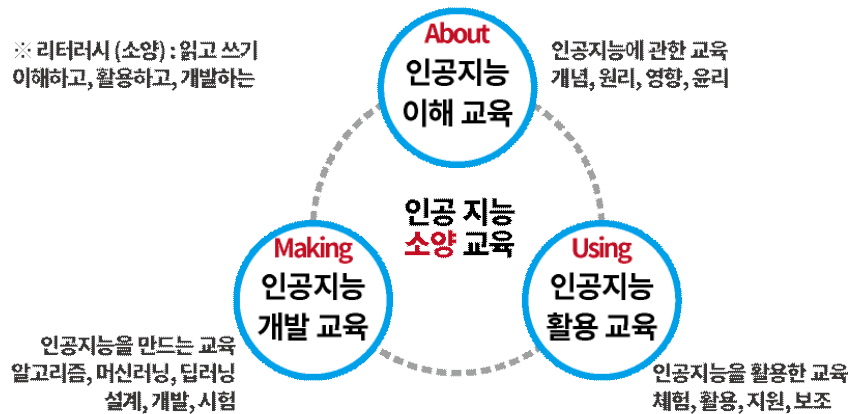 ※ 리터러시 (소양) : 읽고 쓰기
이해하고, 활용하고, 개발하는
About
인공지능
이해 교육
인공지능에 관한 교육
개념, 원리, 영향, 윤리
인공 지능
소양 교육
Making
인공지능
개발 교육
Using
인공지능
활용 교육
인공지능을 만드는 교육
알고리즘, 머신러닝, 딥러닝
설계, 개발, 시험
인공지능을 활용한 교육
체험, 활용, 지원, 보조